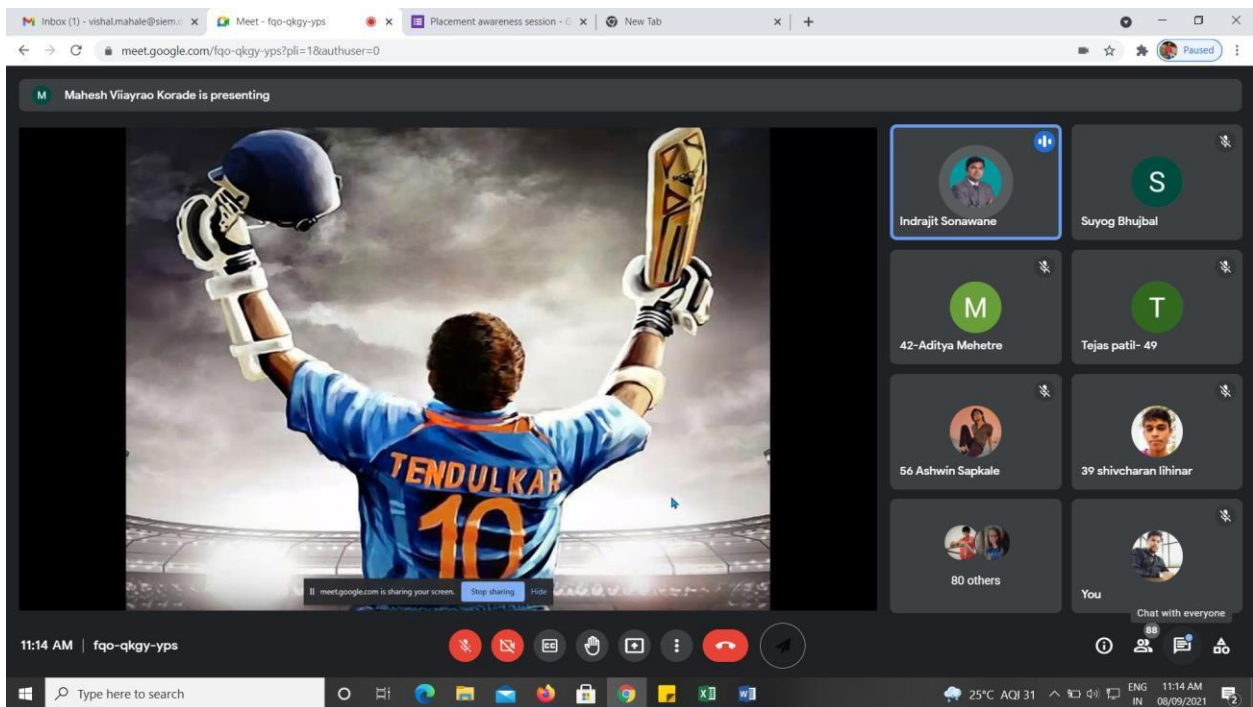 Inbox (1) - vishal.mahale@siem.c
Meet - fqo-qkgy-yps
Placement awareness session - G
New Tab
meet.google.com/fqo-qkgy-yps?pli=1&authuser=0
Paused
M Mahesh Viiayrao Korade is presenting
TENDULKAR
10
meet.google.com is sharing your screen. Stop sharing Hide
Indrajit Sonawane
S
Suyog Bhujbal
M
42-Aditya Mehetre
T
Tejas patil- 49
56 Ashwin Sapkale
39 shivcharan lihinar
80 others
You
Chat with everyone
88
11:14 AM | fqo-qkgy-yps
CC
Type here to search
25°C AQI 31
ENG
IN
11:14 AM
08/09/2021
2